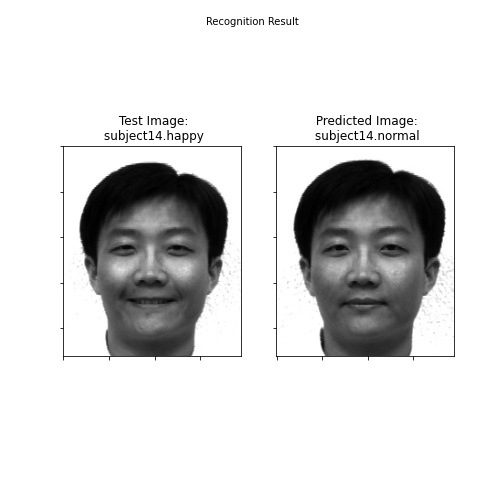 Recognition Result
Test Image:
subject14.happy
Predicted Image:
subject14.normal